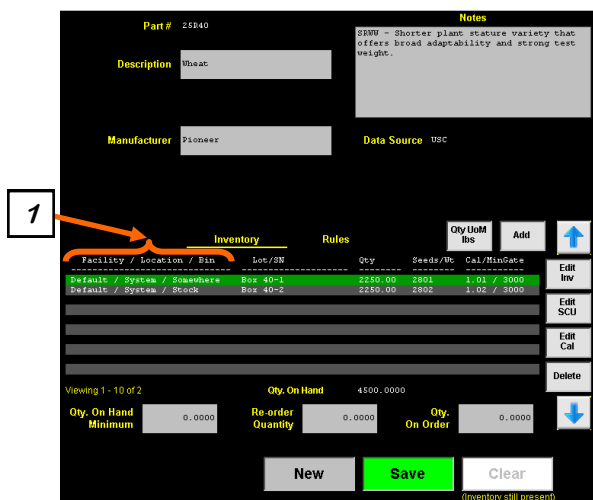 Notes
Part # 25R40
SRWW - Shorter plant stature variety that
offers broad adaptability and strong test
weight.
Description Wheat
Manufacturer Pioneer
Data Source USC
1
Inventory Rules
Qty UoM
lbs
Add
Facility / Location / Bin Lot/SN Qty Seeds/Wt Cal/MinGate
Default / System / Somewhere Box 40-1 2250.00 2801 1.01 / 3000
Default / System / Stock Box 40-2 2250.00 2802 1.02 / 3000
Edit
Inv
Edit
SCU
Edit
Cal
Delete
Viewing 1 - 10 of 2 Qty. On Hand 4500.0000
Qty. On Hand
Minimum
0.0000
Re-order
Quantity
0.0000
Qty.
On Order
0.0000
New Save Clear
(Inventory still present)